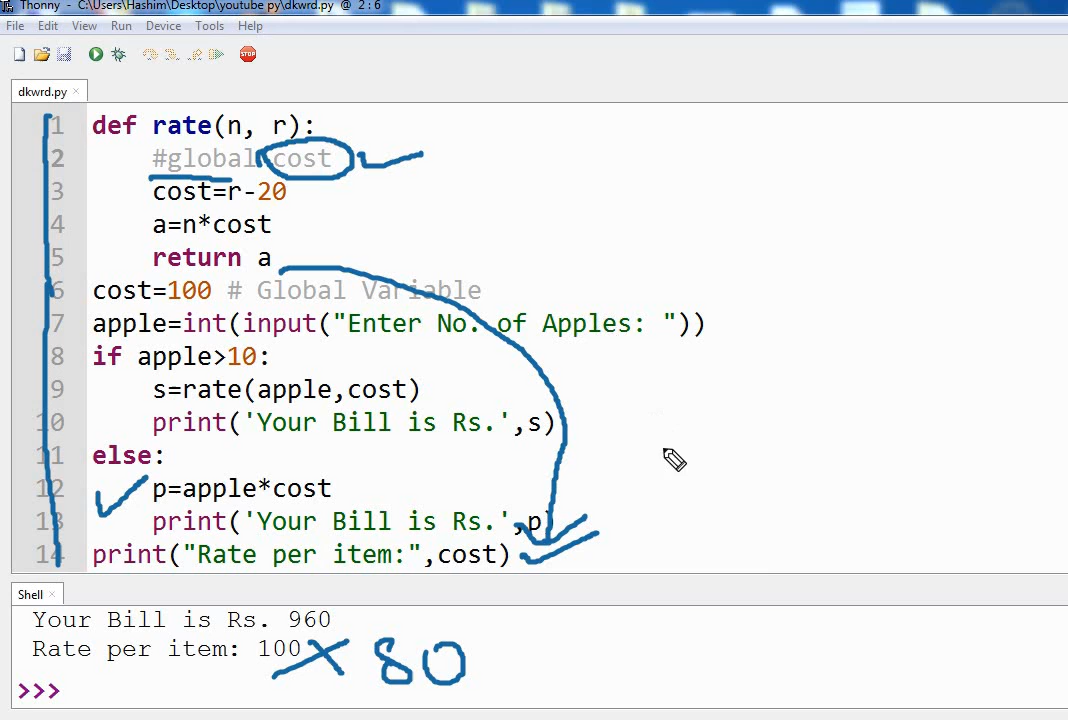 Thonny - C:\Users\Hashim\Desktop\youtube py\dkwrd.py @ 2:6
File Edit View Run Device Tools Help
STOP
dkwrd.py ×
1 def rate(n, r):
2 #global cost
3 cost=r-20
4 a=n*cost
5 return a
6 cost=100 # Global Variable
7 apple=int(input("Enter No. of Apples: "))
8 if apple>10:
9 s=rate(apple,cost)
10 print('Your Bill is Rs.',s)
11 else:
12 p=apple*cost
13 print('Your Bill is Rs.',p)
14 print("Rate per item:",cost)
Shell ×
Your Bill is Rs. 960
Rate per item: 100 80
>>>